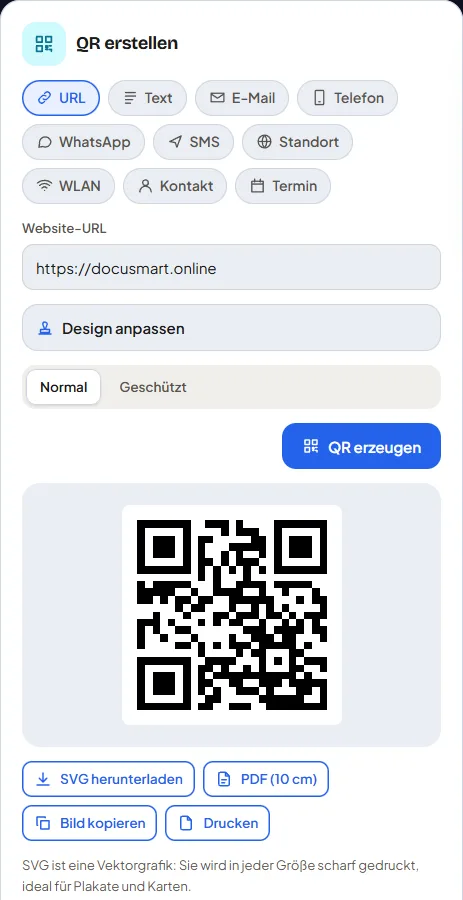 QR erstellen
URL Text E-Mail Telefon
WhatsApp SMS Standort
WLAN Kontakt Termin
Website-URL
https://docusmart.online
Design anpassen
Normal Geschützt
QR erzeugen
SVG herunterladen PDF (10 cm)
Bild kopieren Drucken
SVG ist eine Vektorgrafik: Sie wird in jeder Größe scharf gedruckt,
ideal für Plakate und Karten.